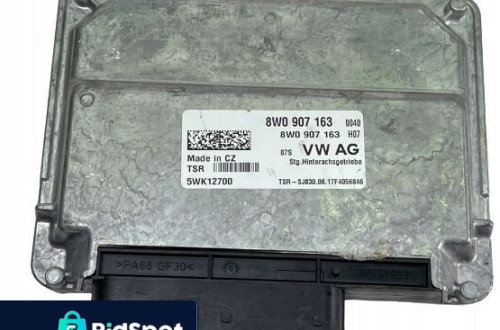 8W0 907 163 0040
8W0 907 163 H07
07S VW AG
Made in CZ
Stg.Hinterachsgetriebe
TSR
5WK12700
TSR-SJ830.06.17F4056846
>PA66 GF30<
BidSpot